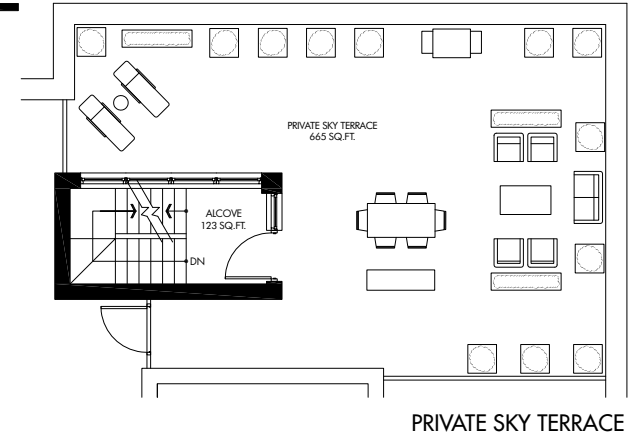 PRIVATE SKY TERRACE
665 SQ.FT.
ALCOVE
123 SQ.FT.
DN
PRIVATE SKY TERRACE